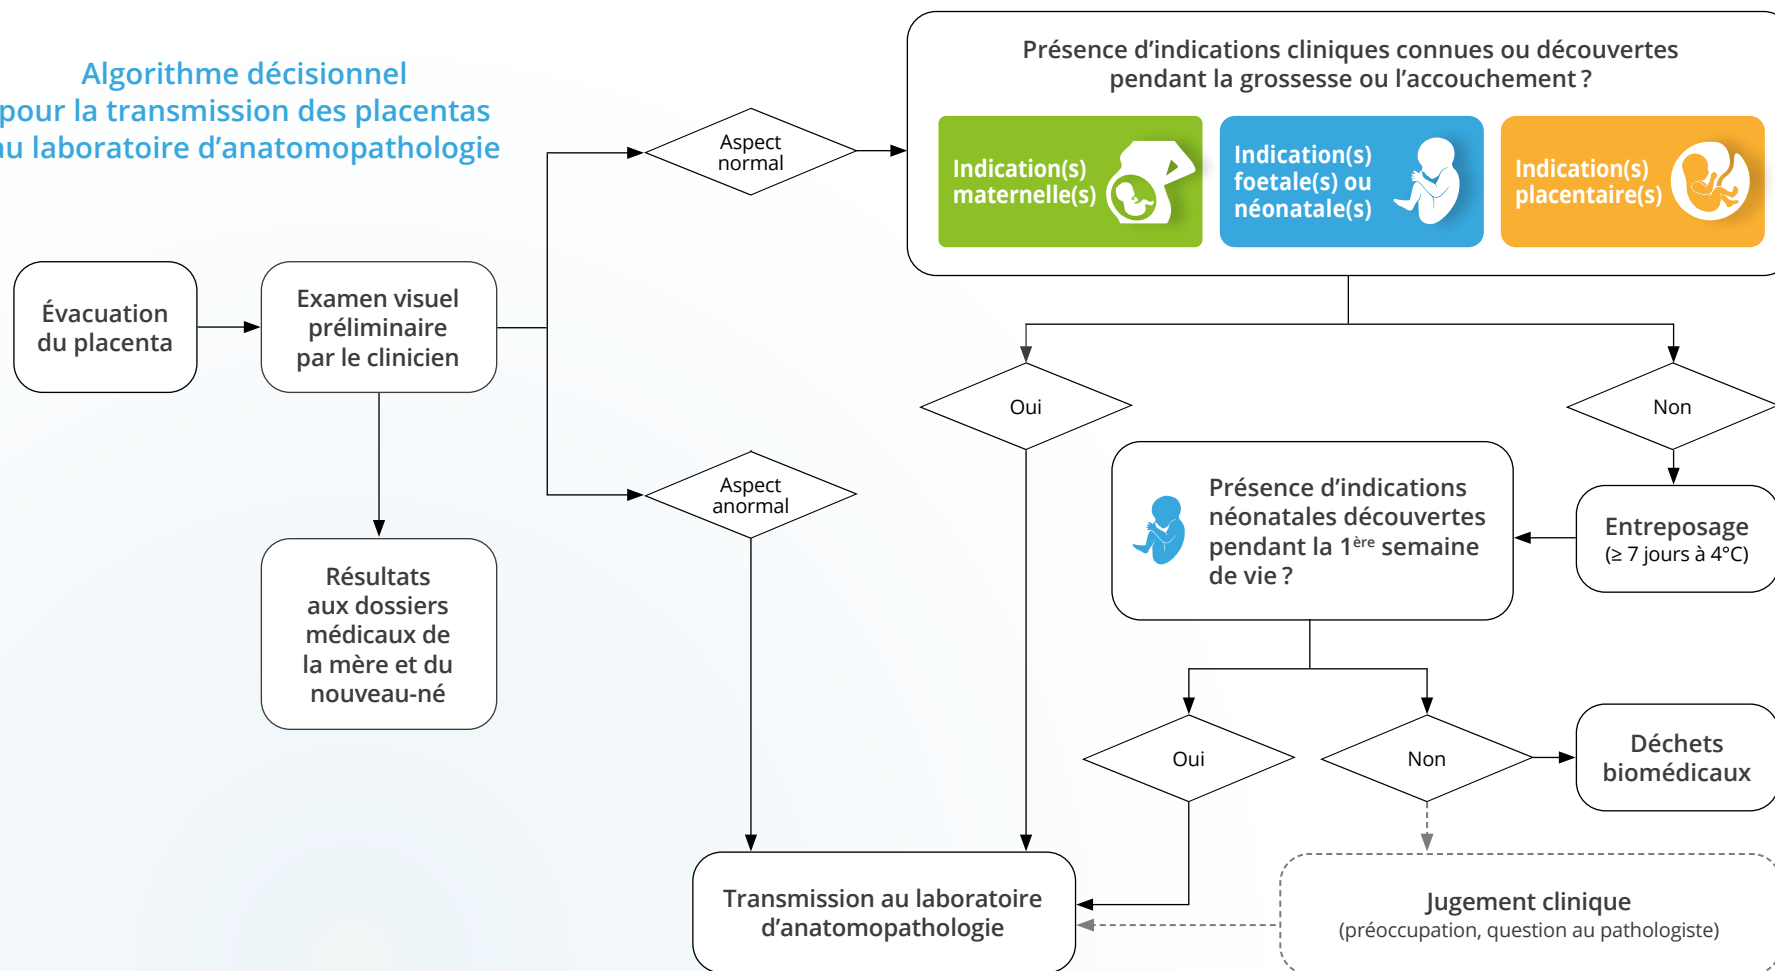 Algorithme décisionnel
pour la transmission des placentas
au laboratoire d'anatomopathologie
Présence d'indications cliniques connues ou découvertes
pendant la grossesse ou l'accouchement ?
Indication(s)
maternelle(s)
Indication(s)
foetale(s) ou
néonatale(s)
Indication(s)
placentaire(s)
Aspect
normal
Évacuation
du placenta
Examen visuel
préliminaire
par le clinicien
Oui
Non
Aspect
anormal
Présence d'indications
néonatales découvertes
pendant la 1ère semaine
de vie ?
Entreposage
(≥ 7 jours à 4°C)
Résultats
aux dossiers
médicaux de
la mère et du
nouveau-né
Oui
Non
Déchets
biomédicaux
Transmission au laboratoire
d'anatomopathologie
Jugement clinique
(préoccupation, question au pathologiste)